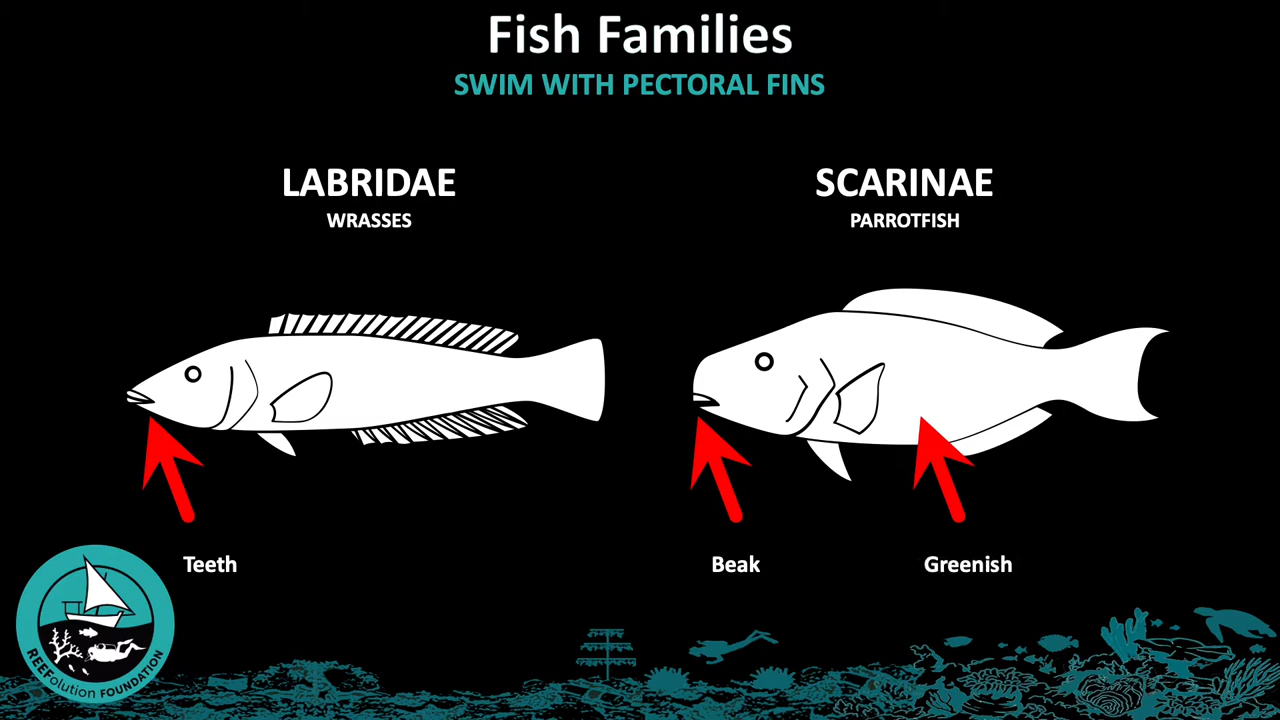 Fish Families
SWIM WITH PECTORAL FINS
LABRIDAE
WRASSES
SCARINAE
PARROTFISH
Teeth
Beak
Greenish
REEFolution FOUNDATION